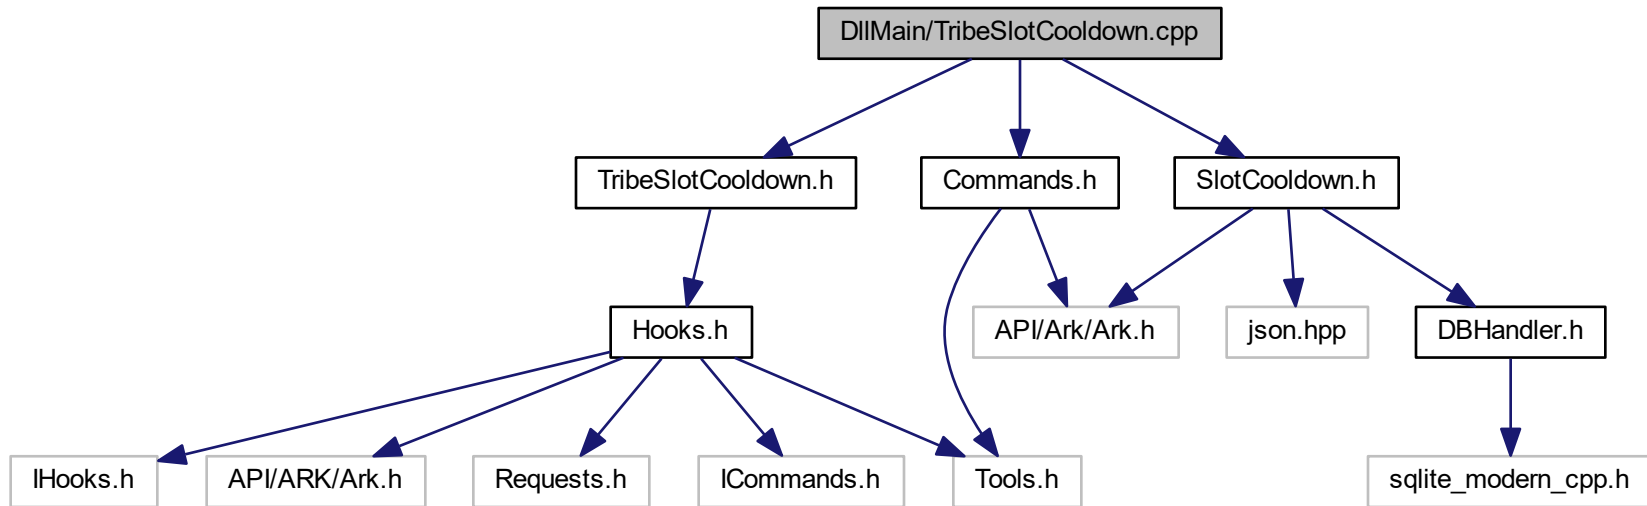 DllMain/TribeSlotCooldown.cpp
TribeSlotCooldown.h
Commands.h
SlotCooldown.h
Hooks.h
API/Ark/Ark.h
json.hpp
DBHandler.h
IHooks.h
API/ARK/Ark.h
Requests.h
ICommands.h
Tools.h
sqlite_modern_cpp.h